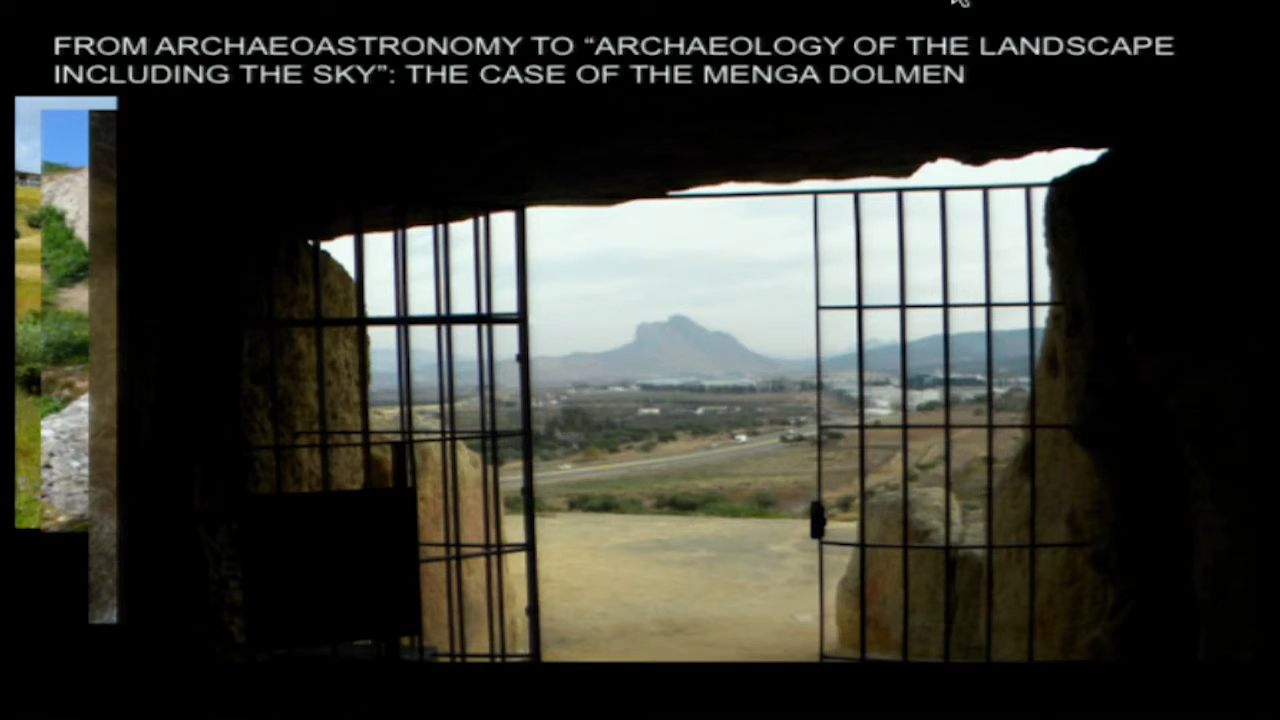 FROM ARCHAEOASTRONOMY TO “ARCHAEOLOGY OF THE LANDSCAPE
INCLUDING THE SKY”: THE CASE OF THE MENGA DOLMEN